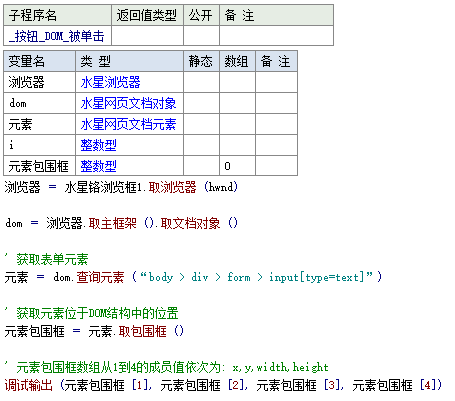 子程序名 返回值类型 公开 备 注
_按钮_DOM_被单击
变量名 类 型 静态 数组 备 注
浏览器 水星浏览器
dom 水星网页文档对象
元素 水星网页文档元素
i 整数型
元素包围框 整数型 0
浏览器 ＝ 水星铬浏览框1.取浏览器 (hwnd)
dom ＝ 浏览器.取主框架 ().取文档对象 ()
' 获取表单元素
元素 ＝ dom.查询元素 (“body > div > form > input[type=text]”)
' 获取元素位于DOM结构中的位置
元素包围框 ＝ 元素.取包围框 ()
' 元素包围框数组从1到4的成员值依次为: x,y,width,height
调试输出 (元素包围框 [1], 元素包围框 [2], 元素包围框 [3], 元素包围框 [4])